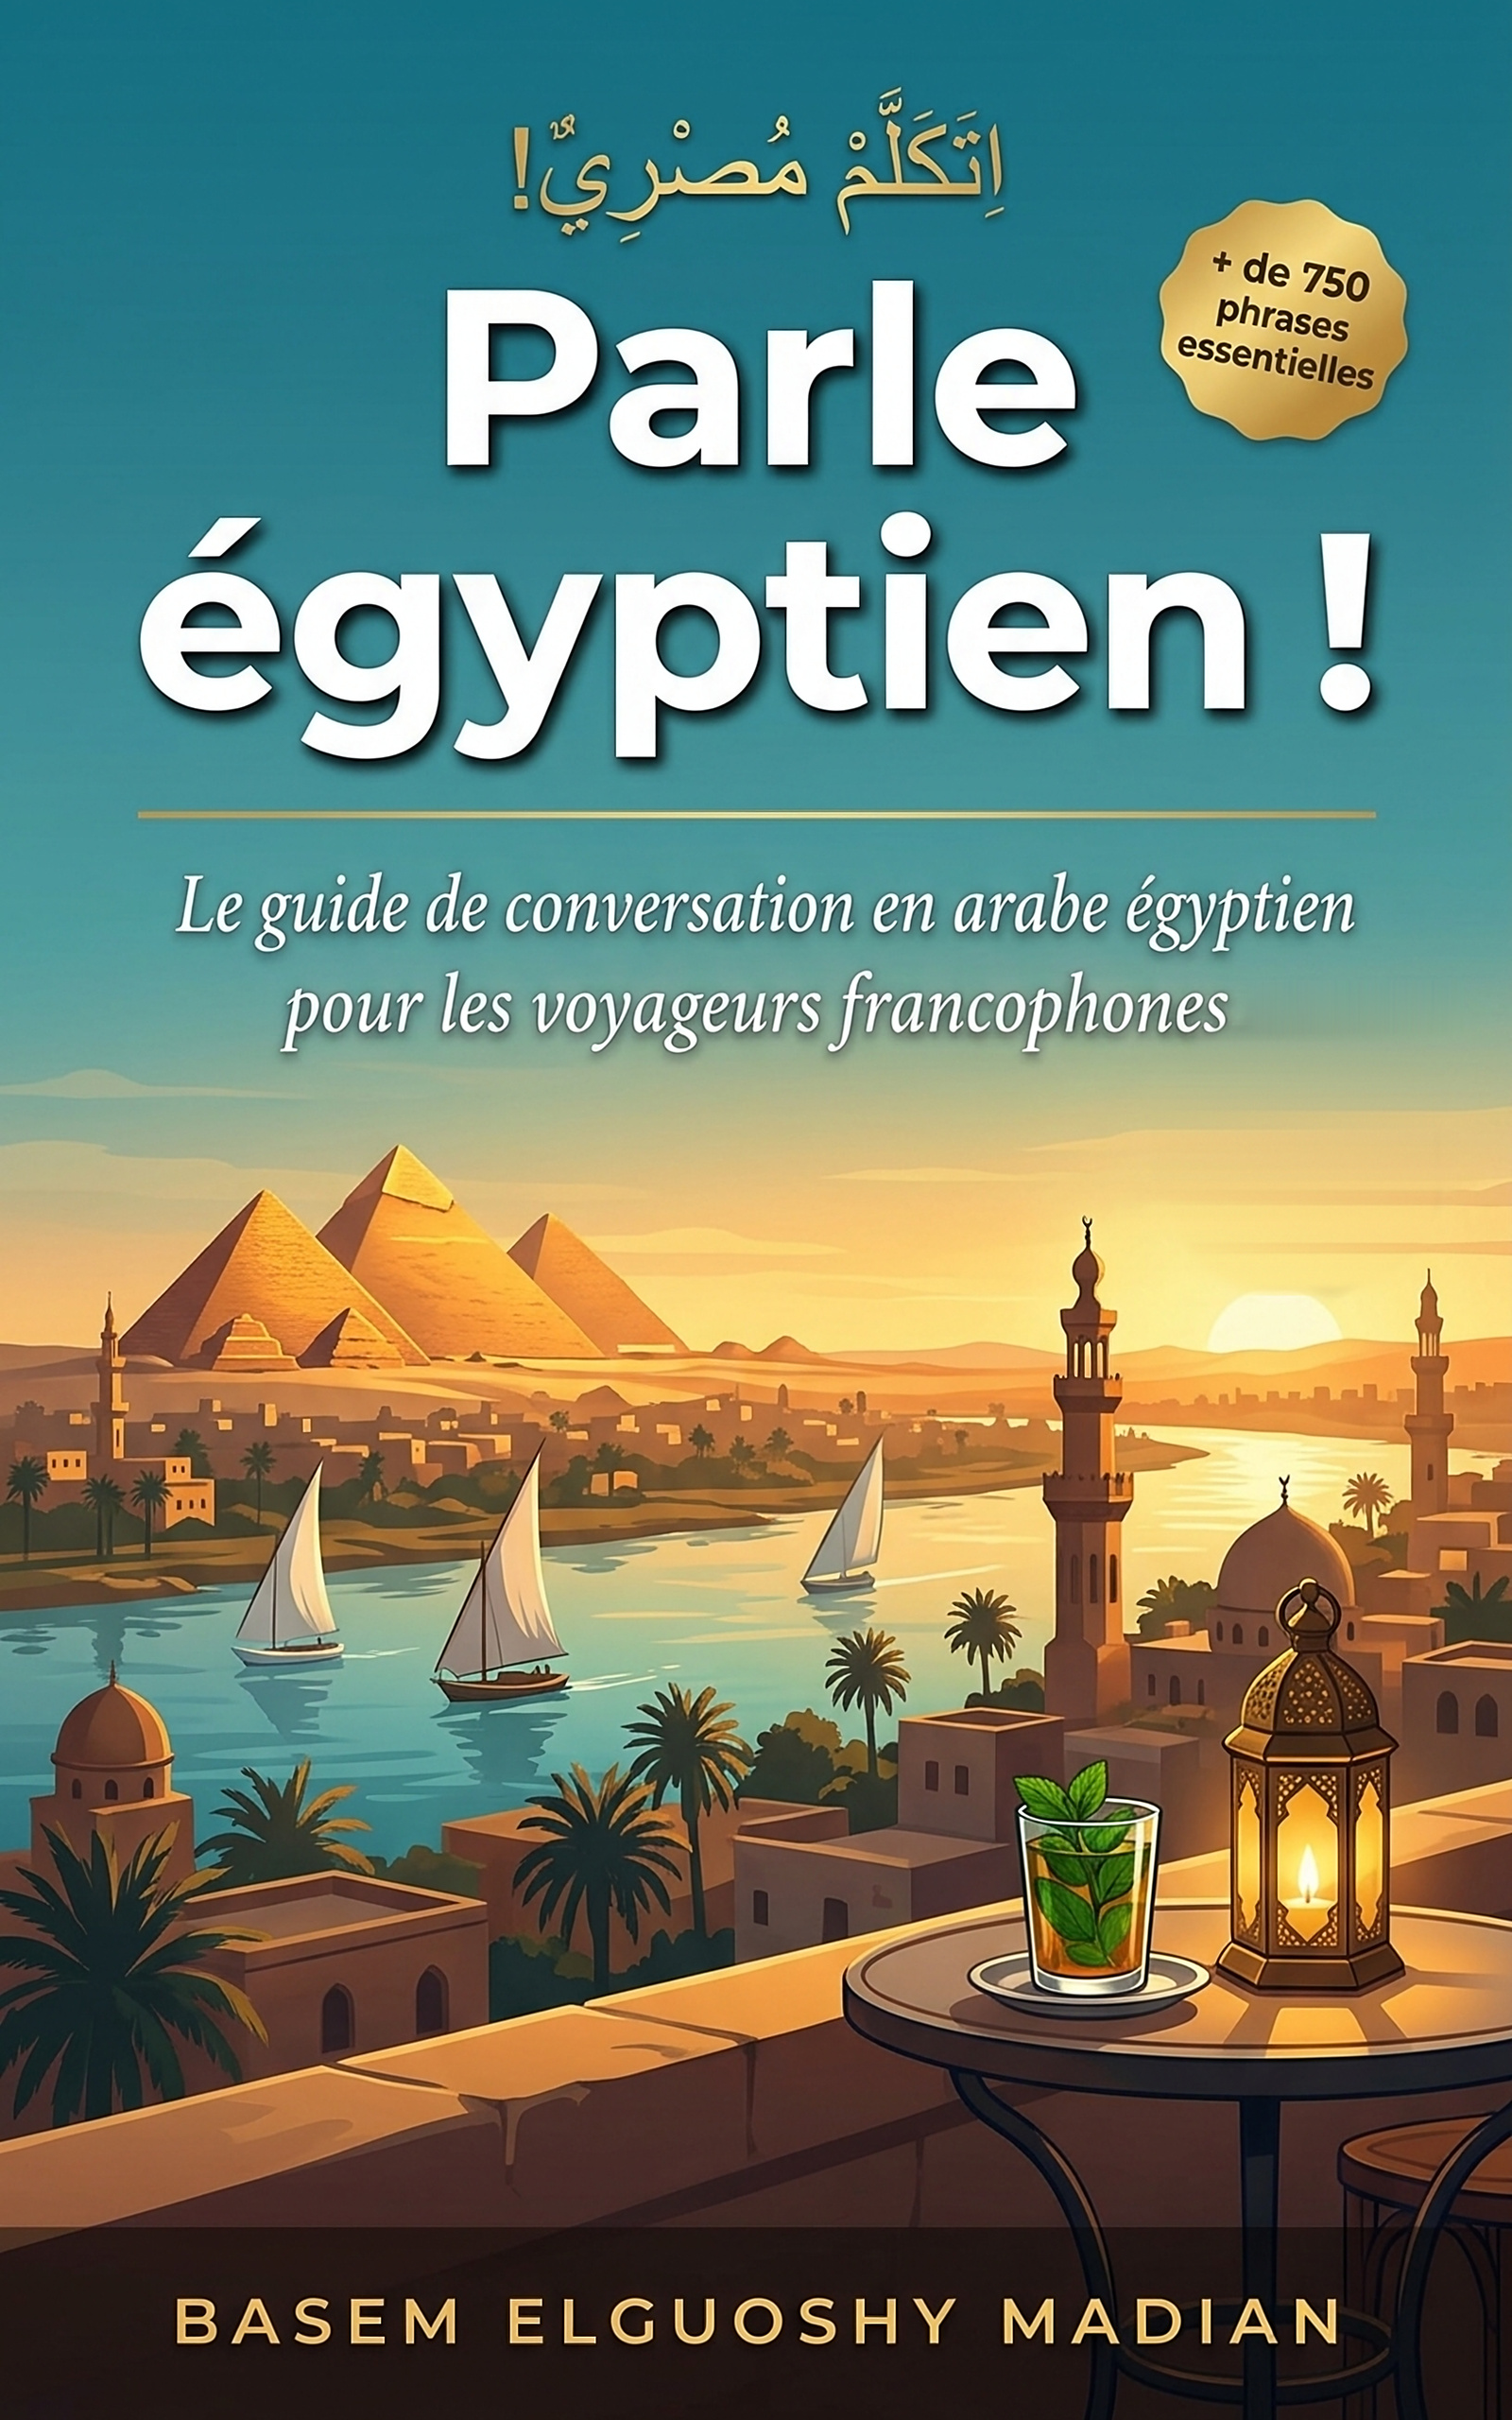 اِتَكَلَّمْ مُصْرِيٌّ!
+ de 750
phrases
essentielles
Parle
égyptien !
Le guide de conversation en arabe égyptien
pour les voyageurs francophones
BASEM ELGUOSHY MADIAN